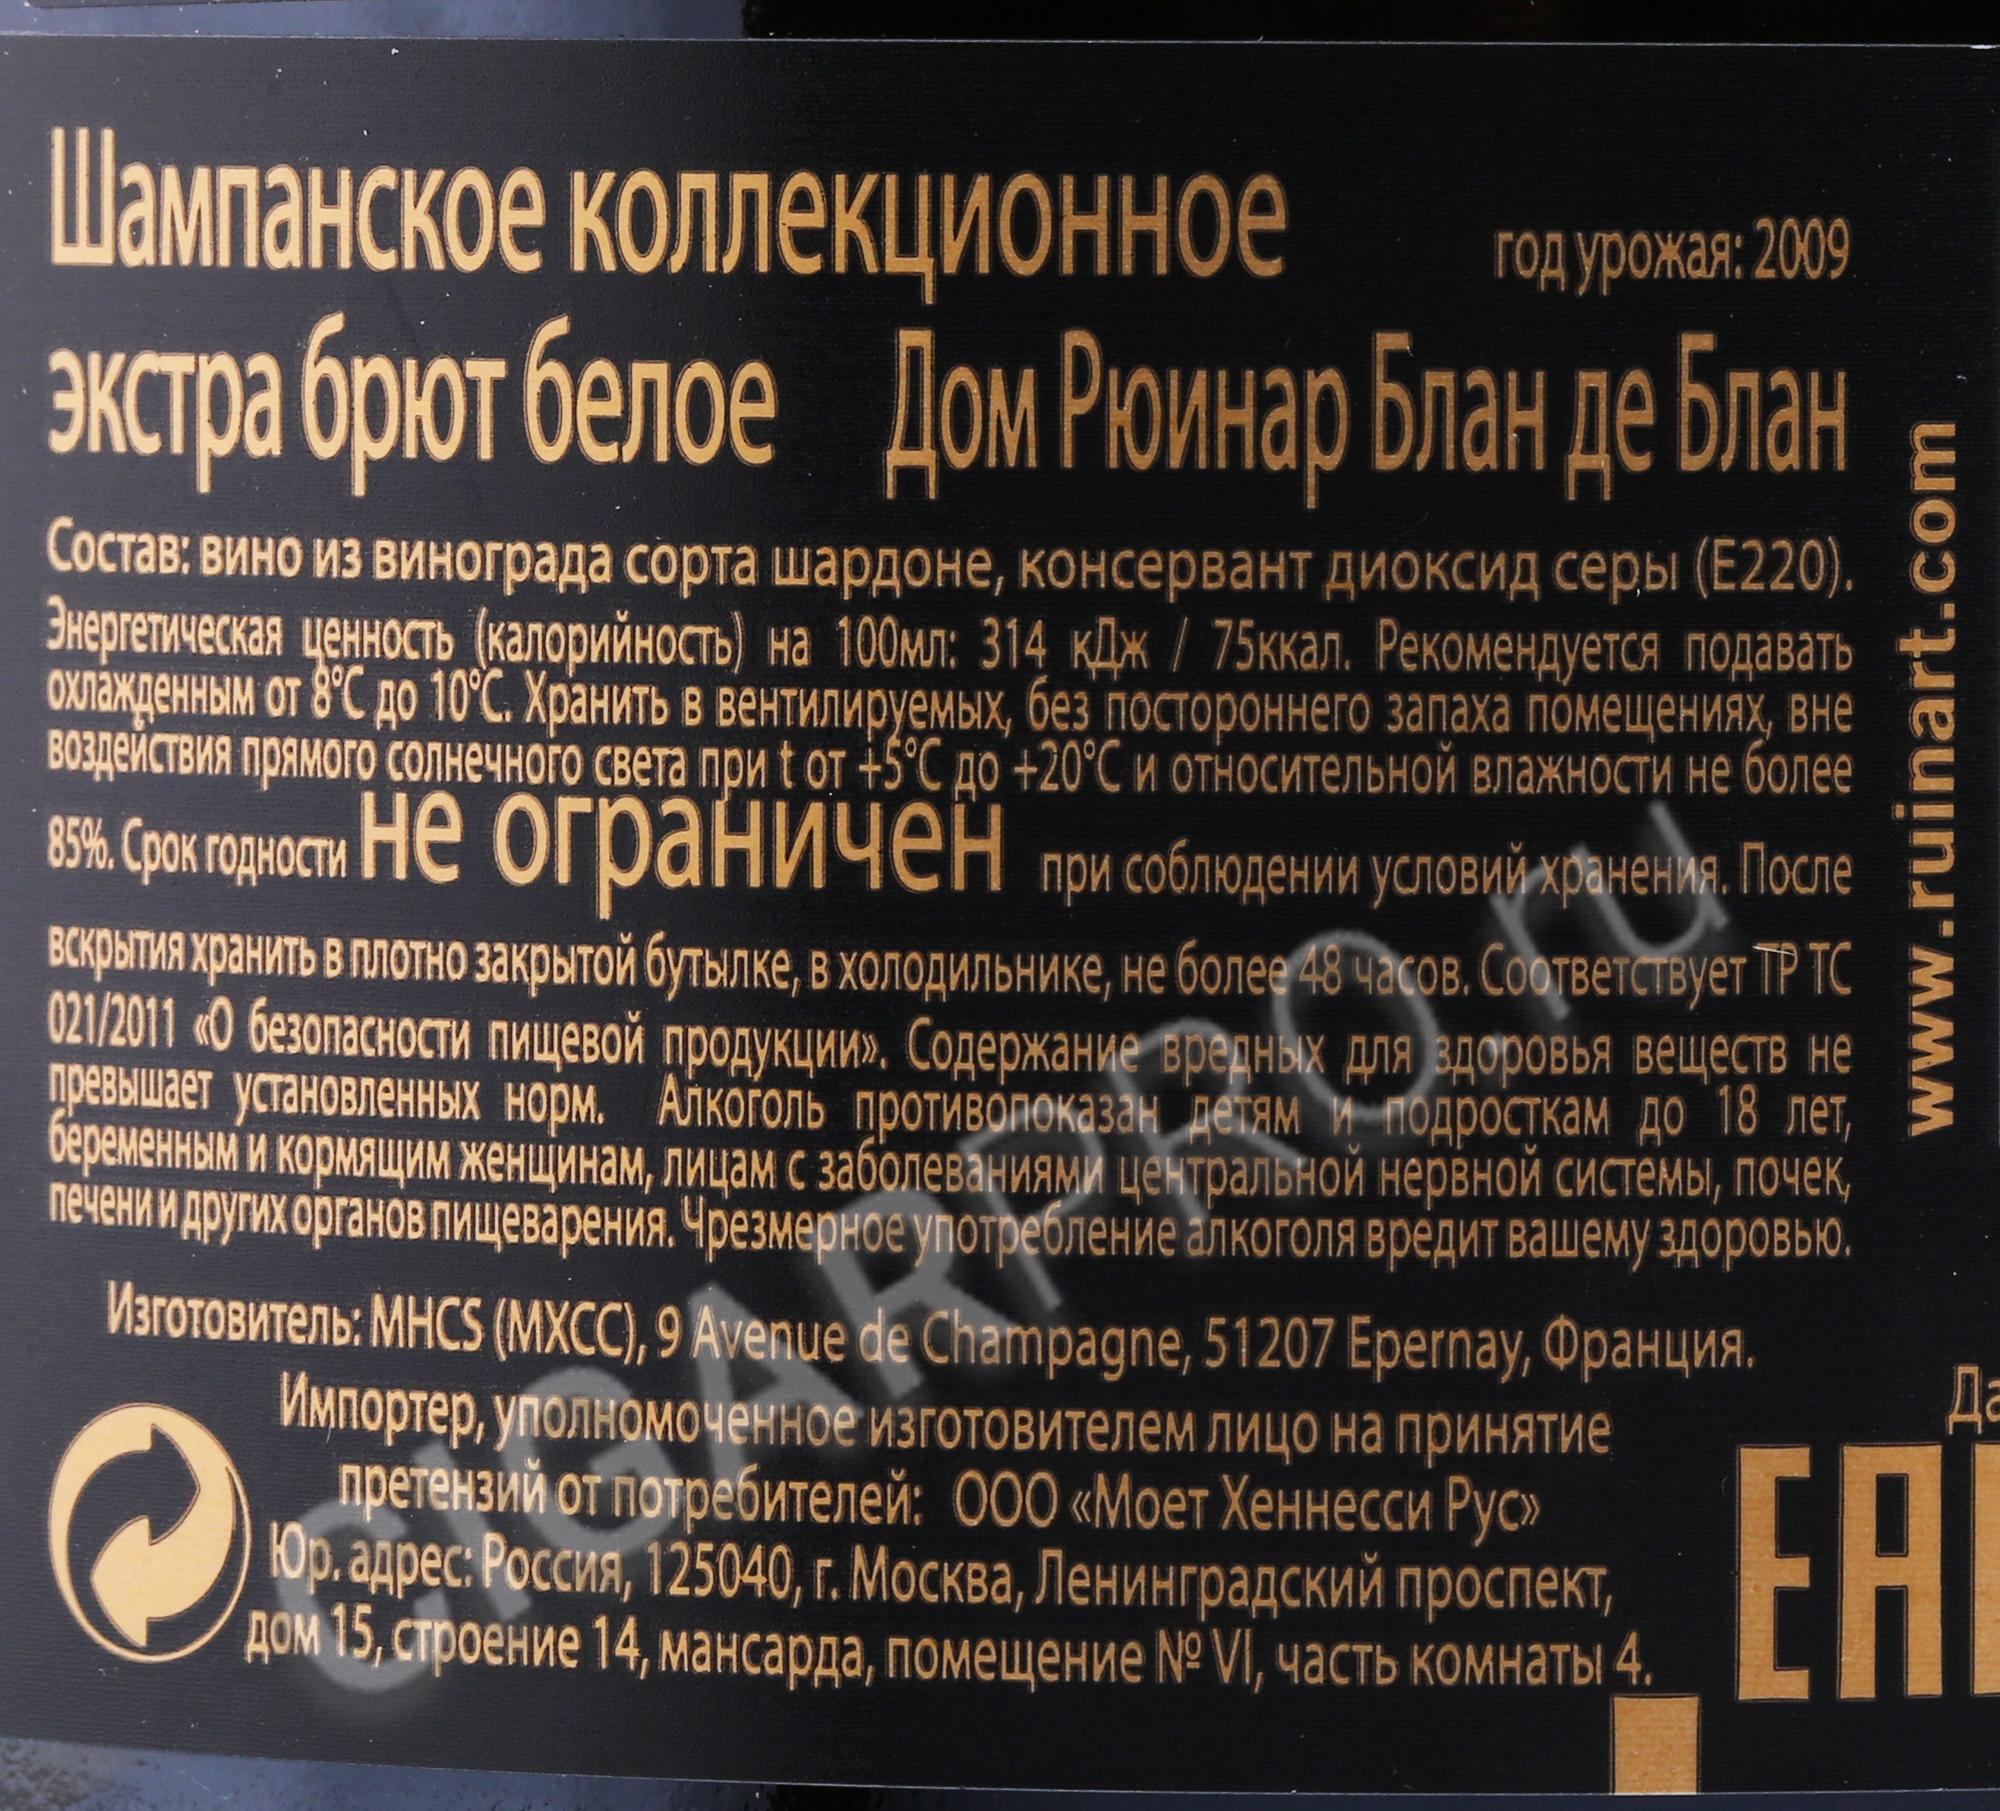 Шампанское коллекционное
год урожая: 2009
экстра брют белое Дом Рюинар Блан де Блан
Состав: вино из винограда сорта шардоне, консервант диоксид серы (Е220).
Энергетическая ценность (калорийность) на 100мл: 314 кДж / 75ккал. Рекомендуется подавать
охлажденным от 8°С до 10°С. Хранить в вентилируемых, без постороннего запаха помещениях, вне
воздействия прямого солнечного света при t от +5°С до +20°С и относительной влажности не более
85%. Срок годности не ограничен при соблюдении условий хранения. После
вскрытия хранить в плотно закрытой бутылке, в холодильнике, не более 48 часов. Соответствует ТР ТС
021/2011 «О безопасности пищевой продукции». Содержание вредных для здоровья веществ не
превышает установленных норм. Алкоголь противопоказан детям и подросткам до 18 лет,
беременным и кормящим женщинам, лицам с заболеваниями центральной нервной системы, почек,
печени и других органов пищеварения. Чрезмерное употребление алкоголя вредит вашему здоровью.
Изготовитель: MHCS (МХСС), 9 Avenue de Champagne, 51207 Epernay, Франция.
Импортер, уполномоченное изготовителем лицо на принятие
претензий от потребителей: ООО «Моет Хеннесси Рус»
Юр. адрес: Россия, 125040, г. Москва, Ленинградский проспект,
дом 15, строение 14, мансарда, помещение № VI, часть комнаты 4.
www.ruinart.com
Да
EA
CIGARPRO.ru